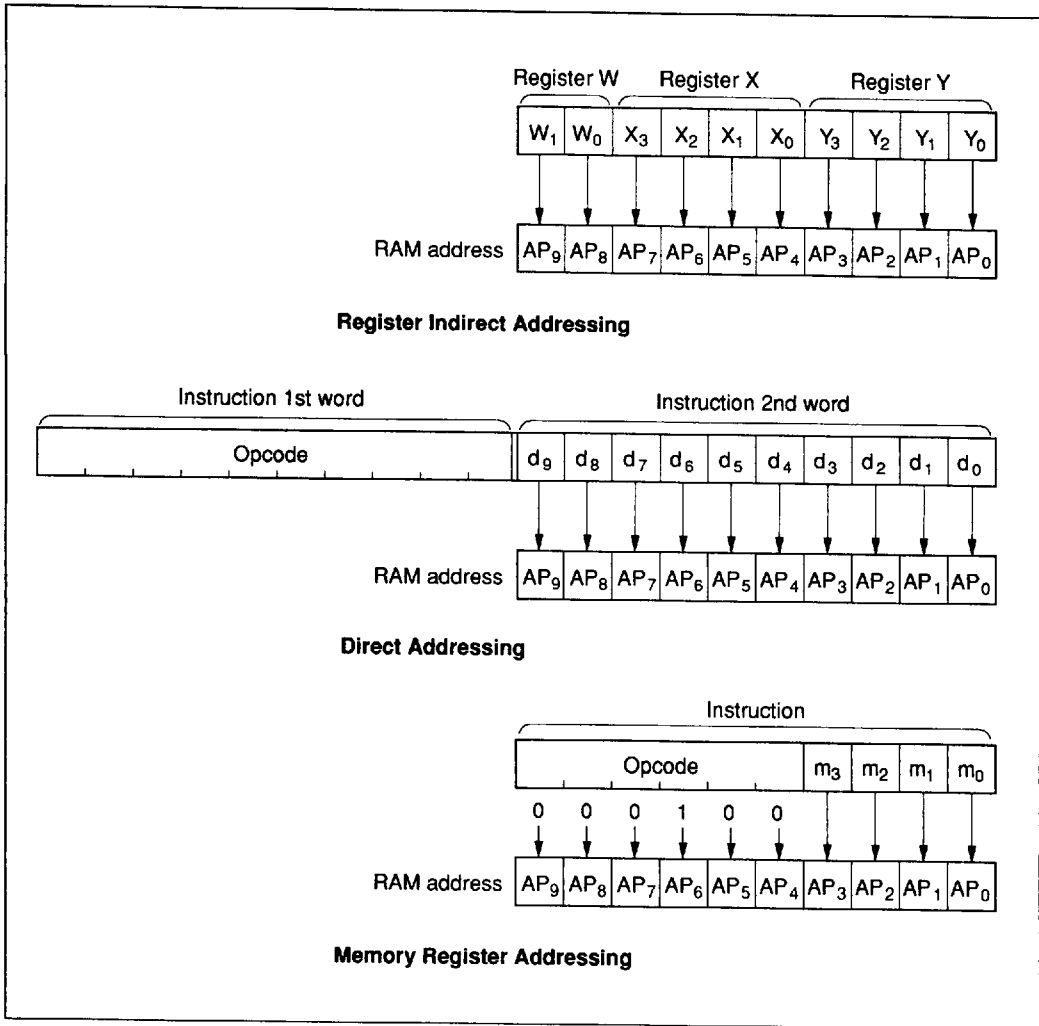 Register W Register X Register Y
W₁ W₀ X₃ X₂ X₁ X₀ Y₃ Y₂ Y₁ Y₀
RAM address AP₉ AP₈ AP₇ AP₆ AP₅ AP₄ AP₃ AP₂ AP₁ AP₀
Register Indirect Addressing
Instruction 1st word Instruction 2nd word
Opcode d₉ d₈ d₇ d₆ d₅ d₄ d₃ d₂ d₁ d₀
RAM address AP₉ AP₈ AP₇ AP₆ AP₅ AP₄ AP₃ AP₂ AP₁ AP₀
Direct Addressing
Instruction
Opcode m₃ m₂ m₁ m₀
0 0 0 1 0 0
RAM address AP₉ AP₈ AP₇ AP₆ AP₅ AP₄ AP₃ AP₂ AP₁ AP₀
Memory Register Addressing